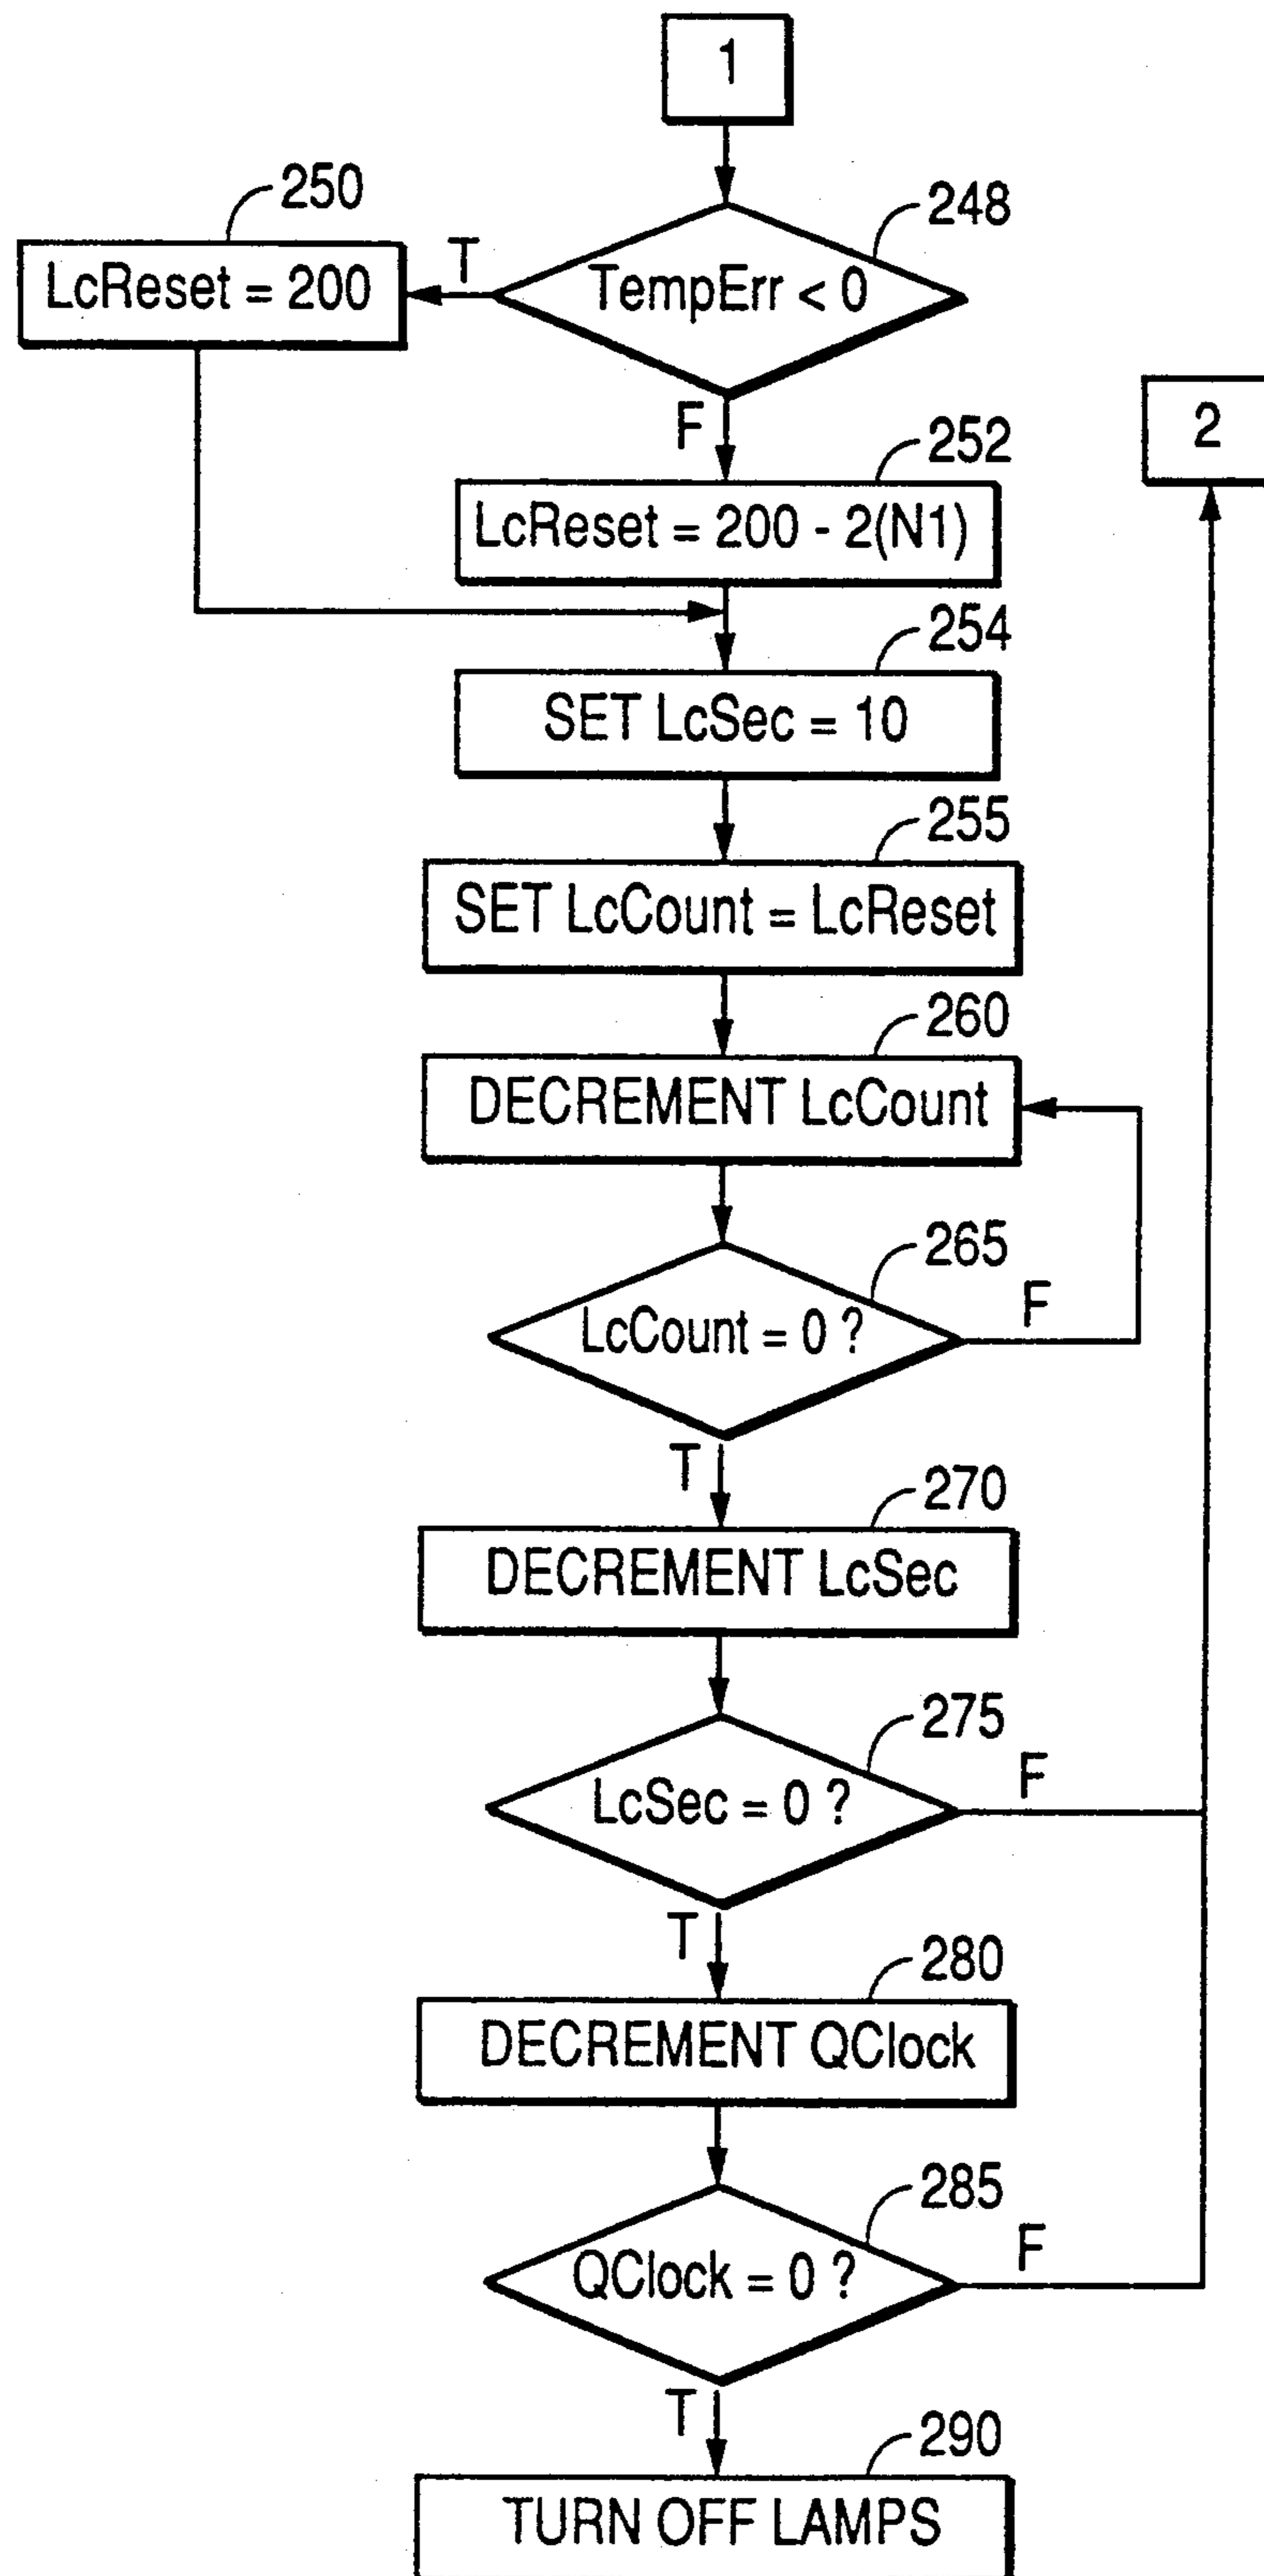 1
250
248
T
LcReset = 200
TempErr < 0
2
F
252
LcReset = 200 - 2(N1)
254
SET LcSec = 10
255
SET LcCount = LcReset
260
DECREMENT LcCount
265
LcCount = 0 ?
F
T
270
DECREMENT LcSec
275
LcSec = 0 ?
F
T
280
DECREMENT QClock
285
QClock = 0 ?
F
T
290
TURN OFF LAMPS